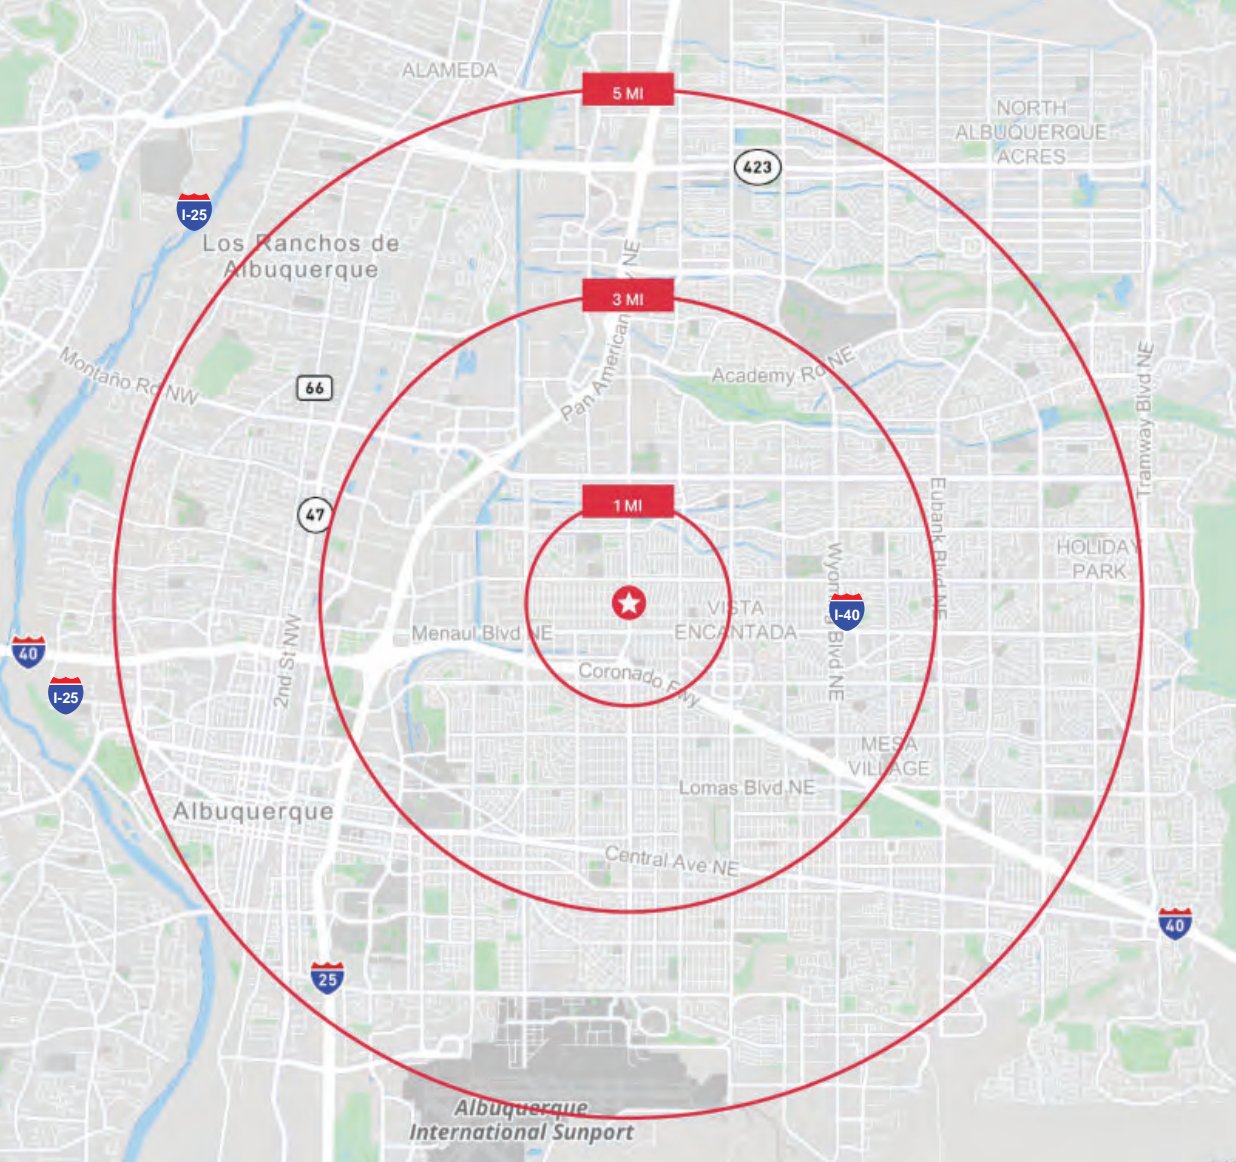 ALAMEDA
5 MI
NORTH
ALBUQUERQUE
ACRES
423
I-25
Los Ranchos de
Albuquerque
NE
3 MI
Pan American
Montaño Rd NW
66
Academy Rd NE
Tramway Blvd NE
1 MI
47
Eubank Blvd NE
HOLIDAY
PARK
Wyoming Blvd NE
I-40
VISTA
ENCANTADA
Menaul Blvd NE
40
I-25
2nd St NW
Coronado Fwy
MESA
VILLAGE
Lomas Blvd NE
Albuquerque
Central Ave NE
40
25
Albuquerque
International Sunport